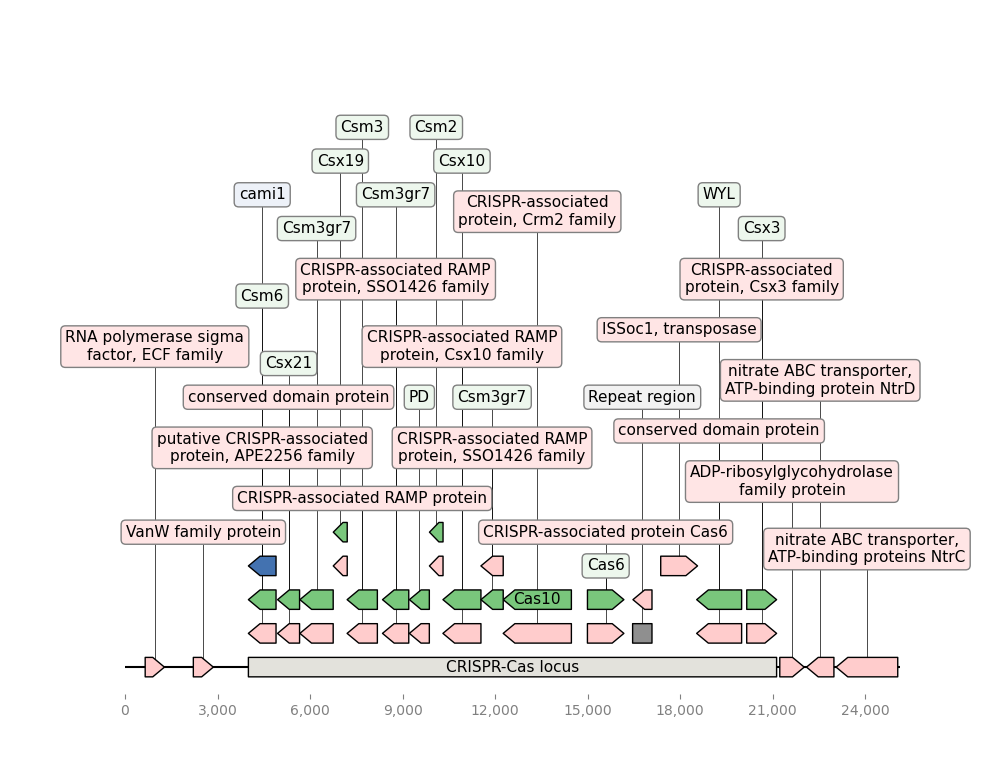 Csm3
Csm2
Csx19
Csx10
cami1
Csm3gr7
WYL
CRISPR-associated
protein, Crm2 family
Csm3gr7
Csx3
CRISPR-associated RAMP
protein, SSO1426 family
CRISPR-associated
protein, Csx3 family
Csm6
ISSoc1, transposase
RNA polymerase sigma
factor, ECF family
CRISPR-associated RAMP
protein, Csx10 family
Csx21
nitrate ABC transporter,
ATP-binding protein NtrD
conserved domain protein
PD
Csm3gr7
Repeat region
conserved domain protein
putative CRISPR-associated
protein, APE2256 family
CRISPR-associated RAMP
protein, SSO1426 family
ADP-ribosylglycohydrolase
family protein
CRISPR-associated RAMP protein
VanW family protein
CRISPR-associated protein Cas6
nitrate ABC transporter,
ATP-binding proteins NtrC
Cas6
Cas10
CRISPR-Cas locus
0
3,000
6,000
9,000
12,000
15,000
18,000
21,000
24,000